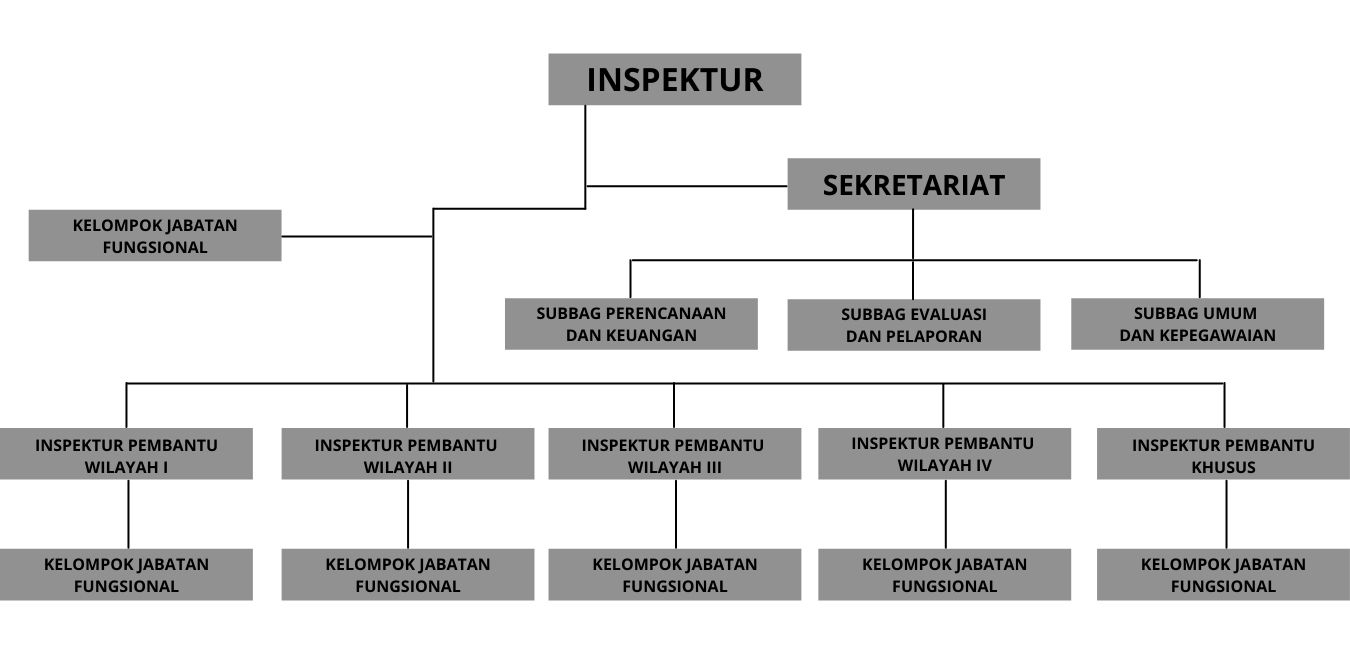 INSPEKTUR
SEKRETARIAT
KELOMPOK JABATAN
FUNGSIONAL
SUBBAG PERENCANAAN
DAN KEUANGAN
SUBBAG EVALUASI
DAN PELAPORAN
SUBBAG UMUM
DAN KEPEGAWAIAN
INSPEKTUR PEMBANTU
WILAYAH I
INSPEKTUR PEMBANTU
WILAYAH II
INSPEKTUR PEMBANTU
WILAYAH III
INSPEKTUR PEMBANTU
WILAYAH IV
INSPEKTUR PEMBANTU
KHUSUS
KELOMPOK JABATAN
FUNGSIONAL
KELOMPOK JABATAN
FUNGSIONAL
KELOMPOK JABATAN
FUNGSIONAL
KELOMPOK JABATAN
FUNGSIONAL
KELOMPOK JABATAN
FUNGSIONAL